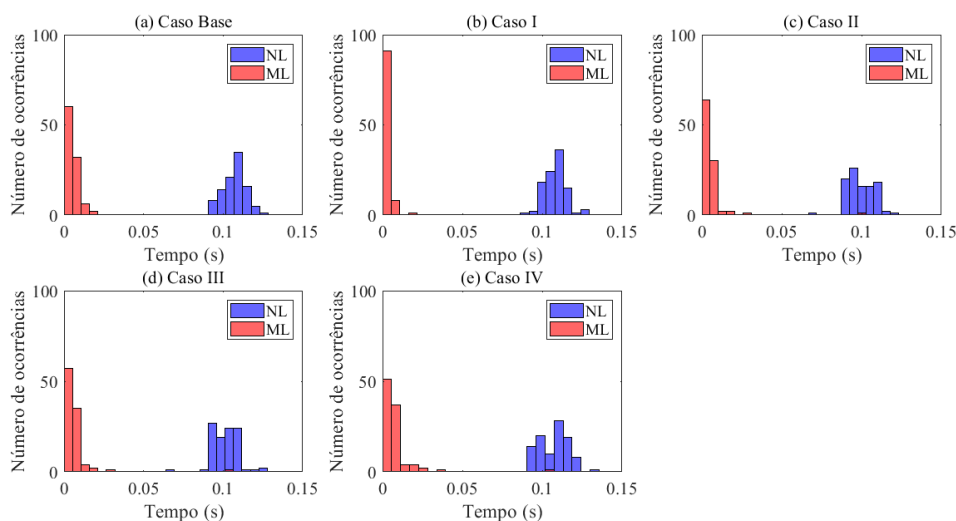 (a) Caso Base
100
50
0
Número de ocorrências
NL
ML
0
0.05
0.1
0.15
Tempo (s)
(b) Caso I
100
50
0
Número de ocorrências
NL
ML
0
0.05
0.1
0.15
Tempo (s)
(c) Caso II
100
50
0
Número de ocorrências
NL
ML
0
0.05
0.1
0.15
Tempo (s)
(d) Caso III
100
50
0
Número de ocorrências
NL
ML
0
0.05
0.1
0.15
Tempo (s)
(e) Caso IV
100
50
0
Número de ocorrências
NL
ML
0
0.05
0.1
0.15
Tempo (s)